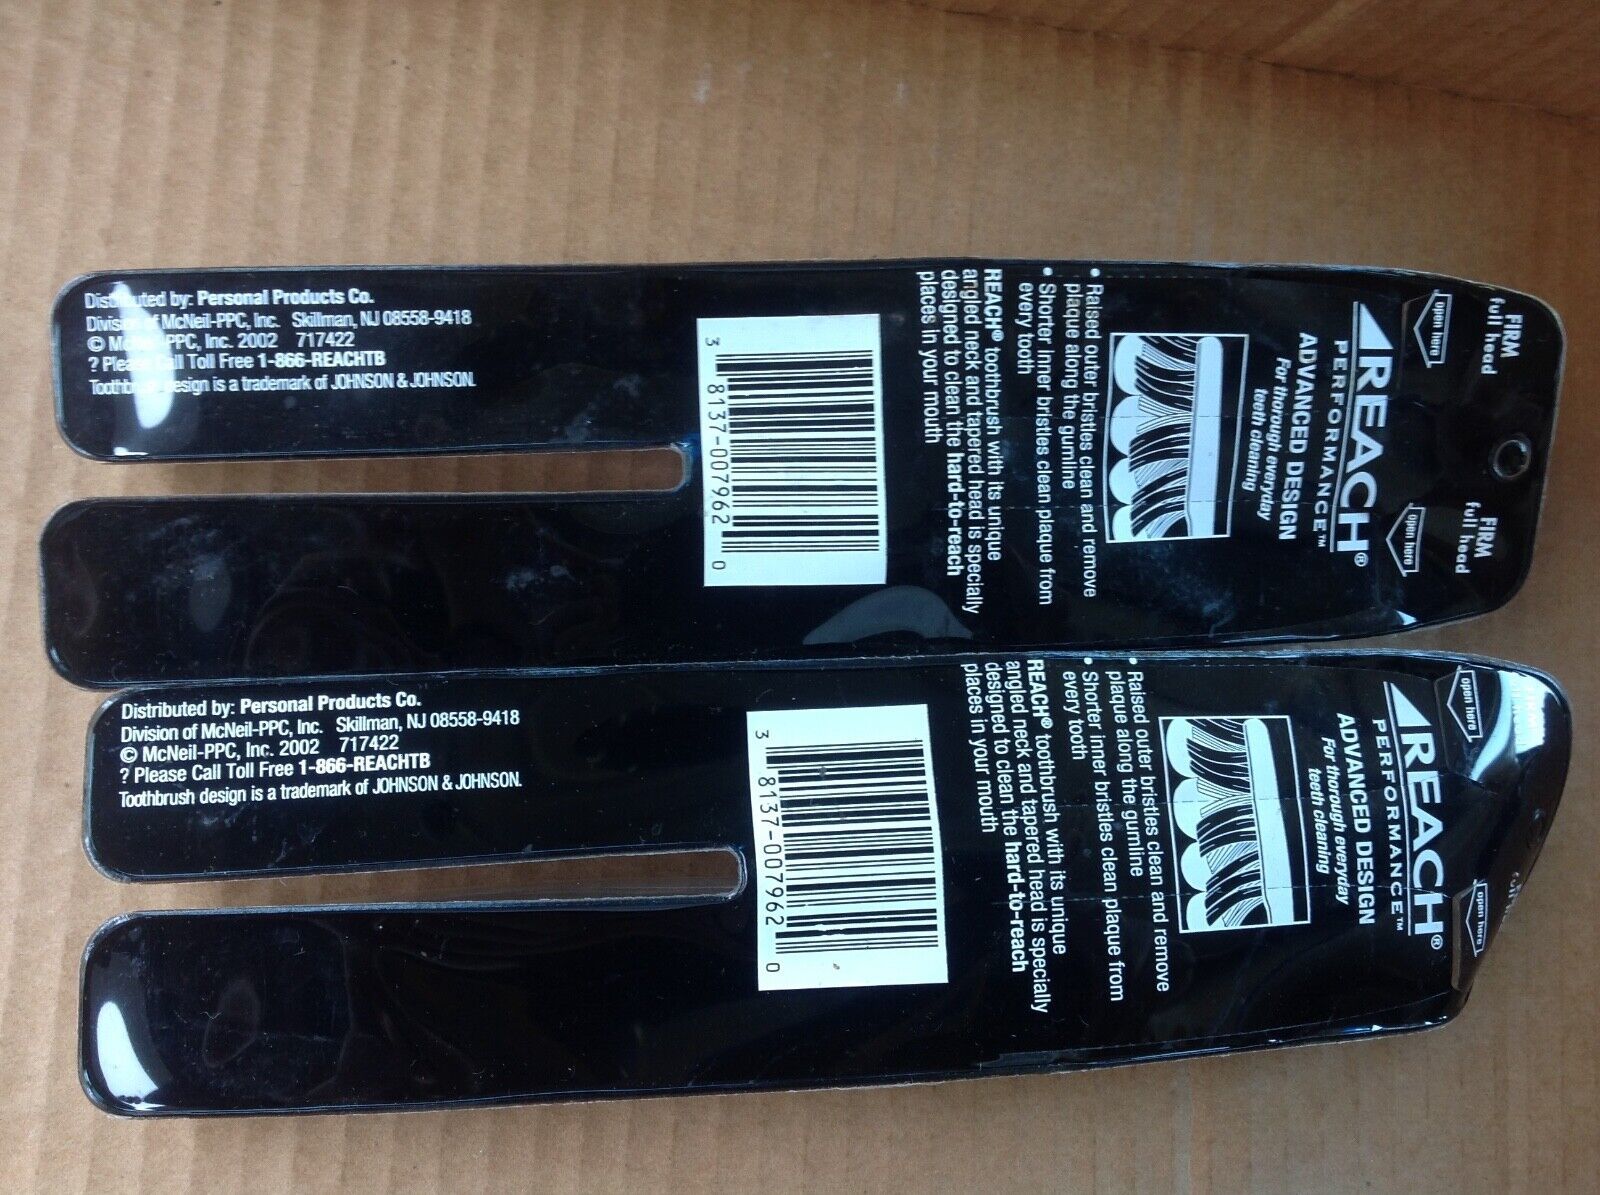 FIRM
full head
FIRM
full head
open here
open here
REACH®
PERFORMANCE™
ADVANCED DESIGN
For thorough everyday
teeth cleaning
• Raised outer bristles clean and remove
plaque along the gumline
• Shorter inner bristles clean plaque from
every tooth
REACH® toothbrush with its unique
angled neck and tapered head is specially
designed to clean the hard-to-reach
places in your mouth
3 8137-007962 0
Distributed by: Personal Products Co.
Division of McNeil-PPC, Inc. Skillman, NJ 08558-9418
© McNeil-PPC, Inc. 2002 717422
? Please Call Toll Free 1-866-REACHTB
Toothbrush design is a trademark of JOHNSON & JOHNSON.
FIRM
open here
open here
REACH®
PERFORMANCE™
ADVANCED DESIGN
For thorough everyday
teeth cleaning
• Raised outer bristles clean and remove
plaque along the gumline
• Shorter inner bristles clean plaque from
every tooth
REACH® toothbrush with its unique
angled neck and tapered head is specially
designed to clean the hard-to-reach
places in your mouth
3 8137-007962 0
Distributed by: Personal Products Co.
Division of McNeil-PPC, Inc. Skillman, NJ 08558-9418
© McNeil-PPC, Inc. 2002 717422
? Please Call Toll Free 1-866-REACHTB
Toothbrush design is a trademark of JOHNSON & JOHNSON.